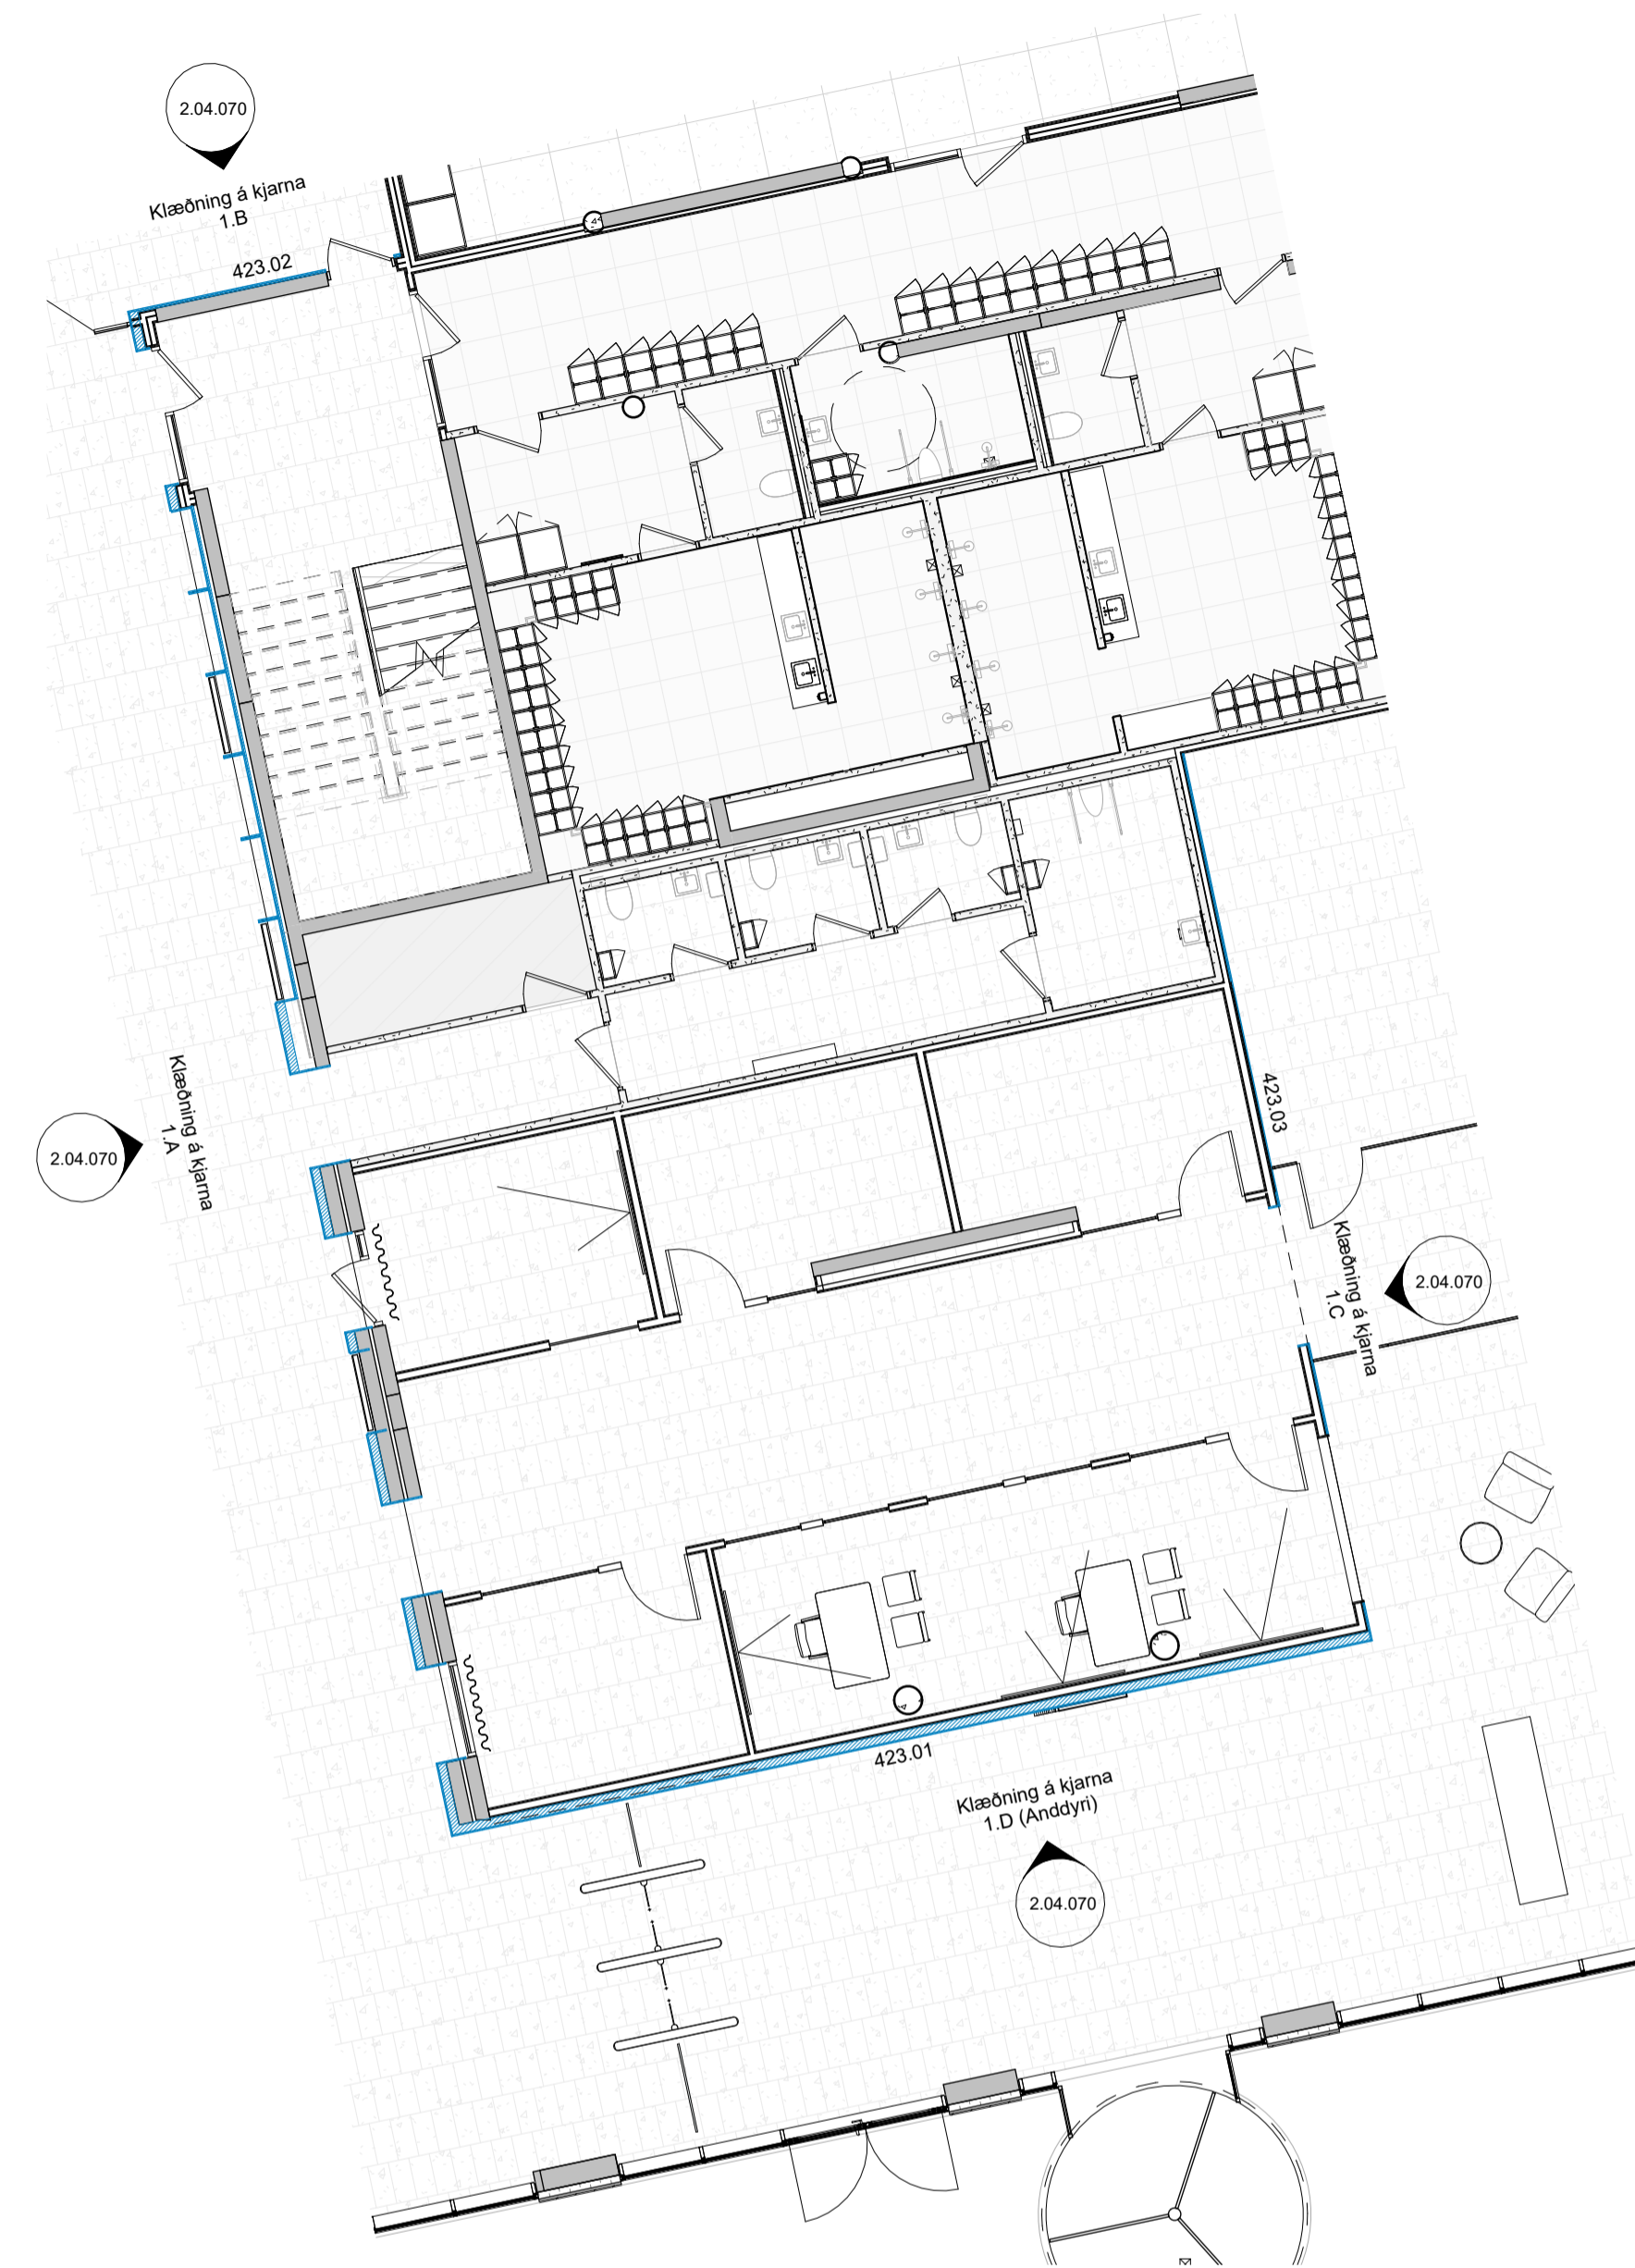 2.04.070
Klæðning á kjarna
1.B
423.02
Klæðning á kjarna
1.A
2.04.070
423.03
Klæðning á kjarna
1.C
2.04.070
423.01
Klæðning á kjarna
1.D (Anddyri)
2.04.070